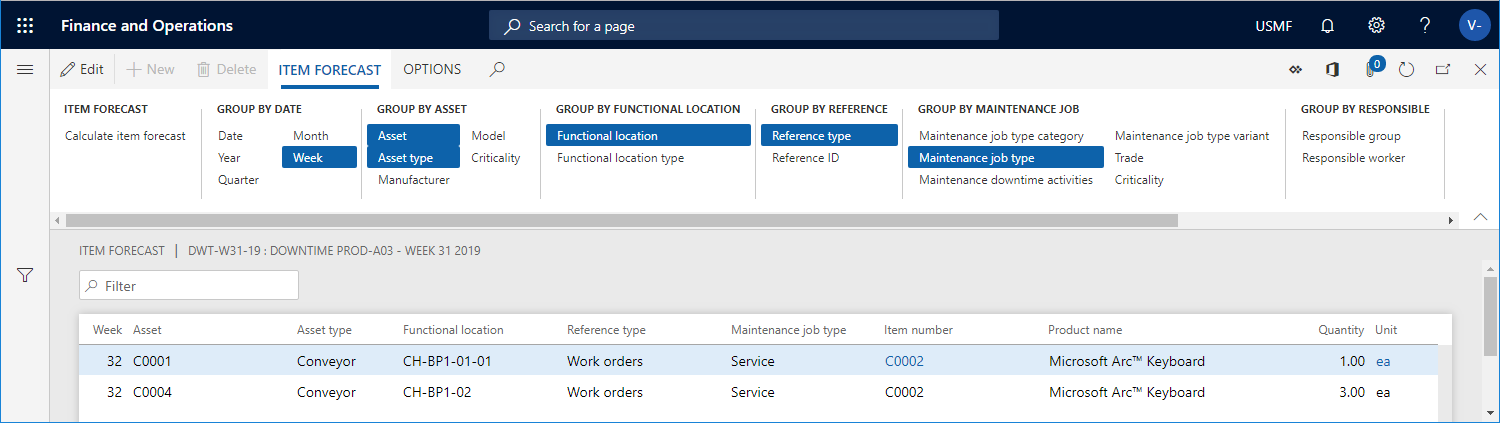 Finance and Operations
Search for a page
USMF
?
V-
Edit
New
Delete
ITEM FORECAST
OPTIONS
0
ITEM FORECAST
Calculate item forecast
GROUP BY DATE
Date Month
Year Week
Quarter
GROUP BY ASSET
Asset Model
Asset type Criticality
Manufacturer
GROUP BY FUNCTIONAL LOCATION
Functional location
Functional location type
GROUP BY REFERENCE
Reference type
Reference ID
GROUP BY MAINTENANCE JOB
Maintenance job type category Maintenance job type variant
Maintenance job type Trade
Maintenance downtime activities Criticality
GROUP BY RESPONSIBLE
Responsible group
Responsible worker
ITEM FORECAST | DWT-W31-19 : DOWNTIME PROD-A03 - WEEK 31 2019
Filter
Week Asset Asset type Functional location Reference type Maintenance job type Item number Product name Quantity Unit
32 C0001 Conveyor CH-BP1-01-01 Work orders Service C0002 Microsoft Arc™ Keyboard 1.00 ea
32 C0004 Conveyor CH-BP1-02 Work orders Service C0002 Microsoft Arc™ Keyboard 3.00 ea